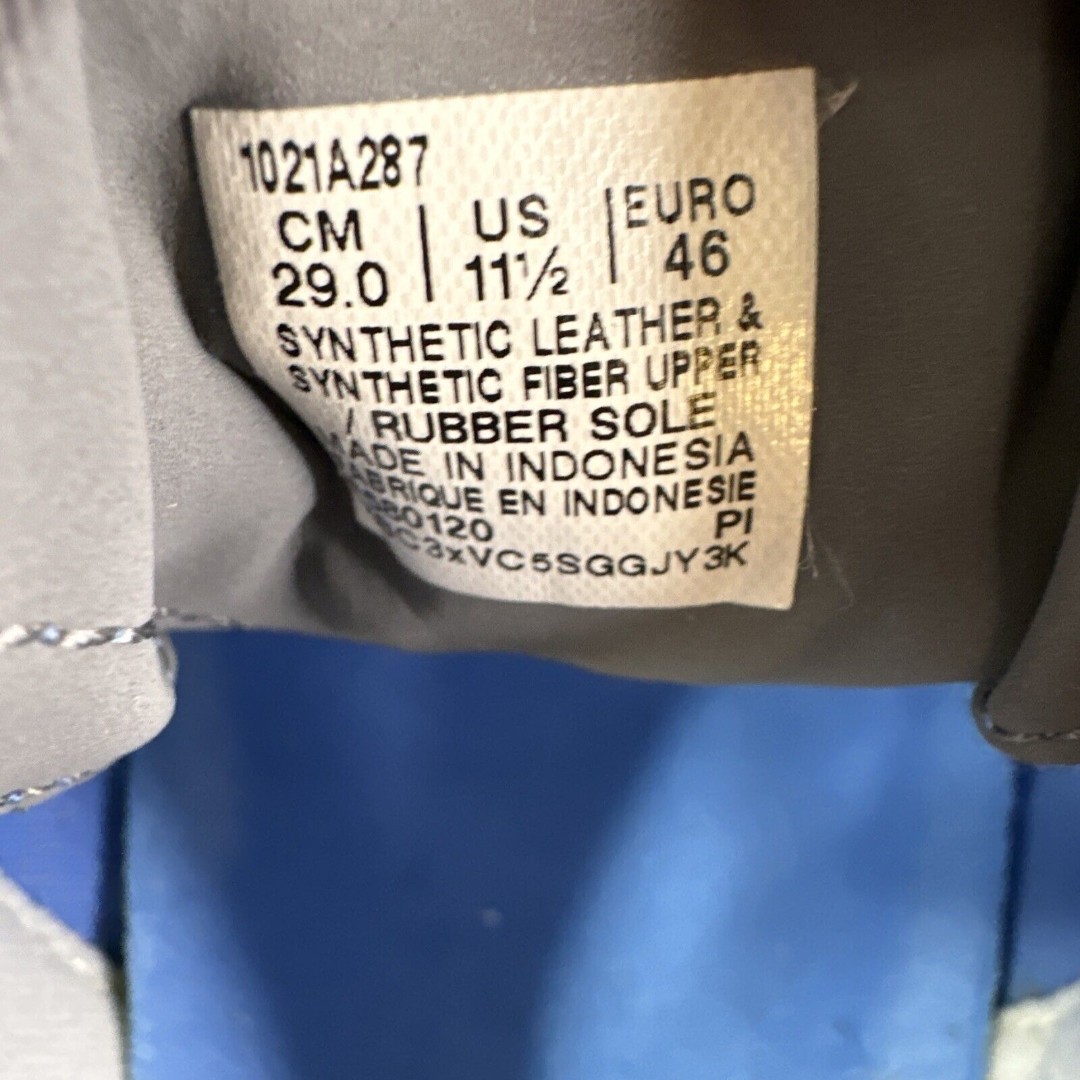 1021A287
CM | US | EURO
29.0 | 11½ | 46
SYNTHETIC LEATHER &
SYNTHETIC FIBER UPPER
/ RUBBER SOLE
MADE IN INDONESIA
FABRIQUE EN INDONESIE
PI